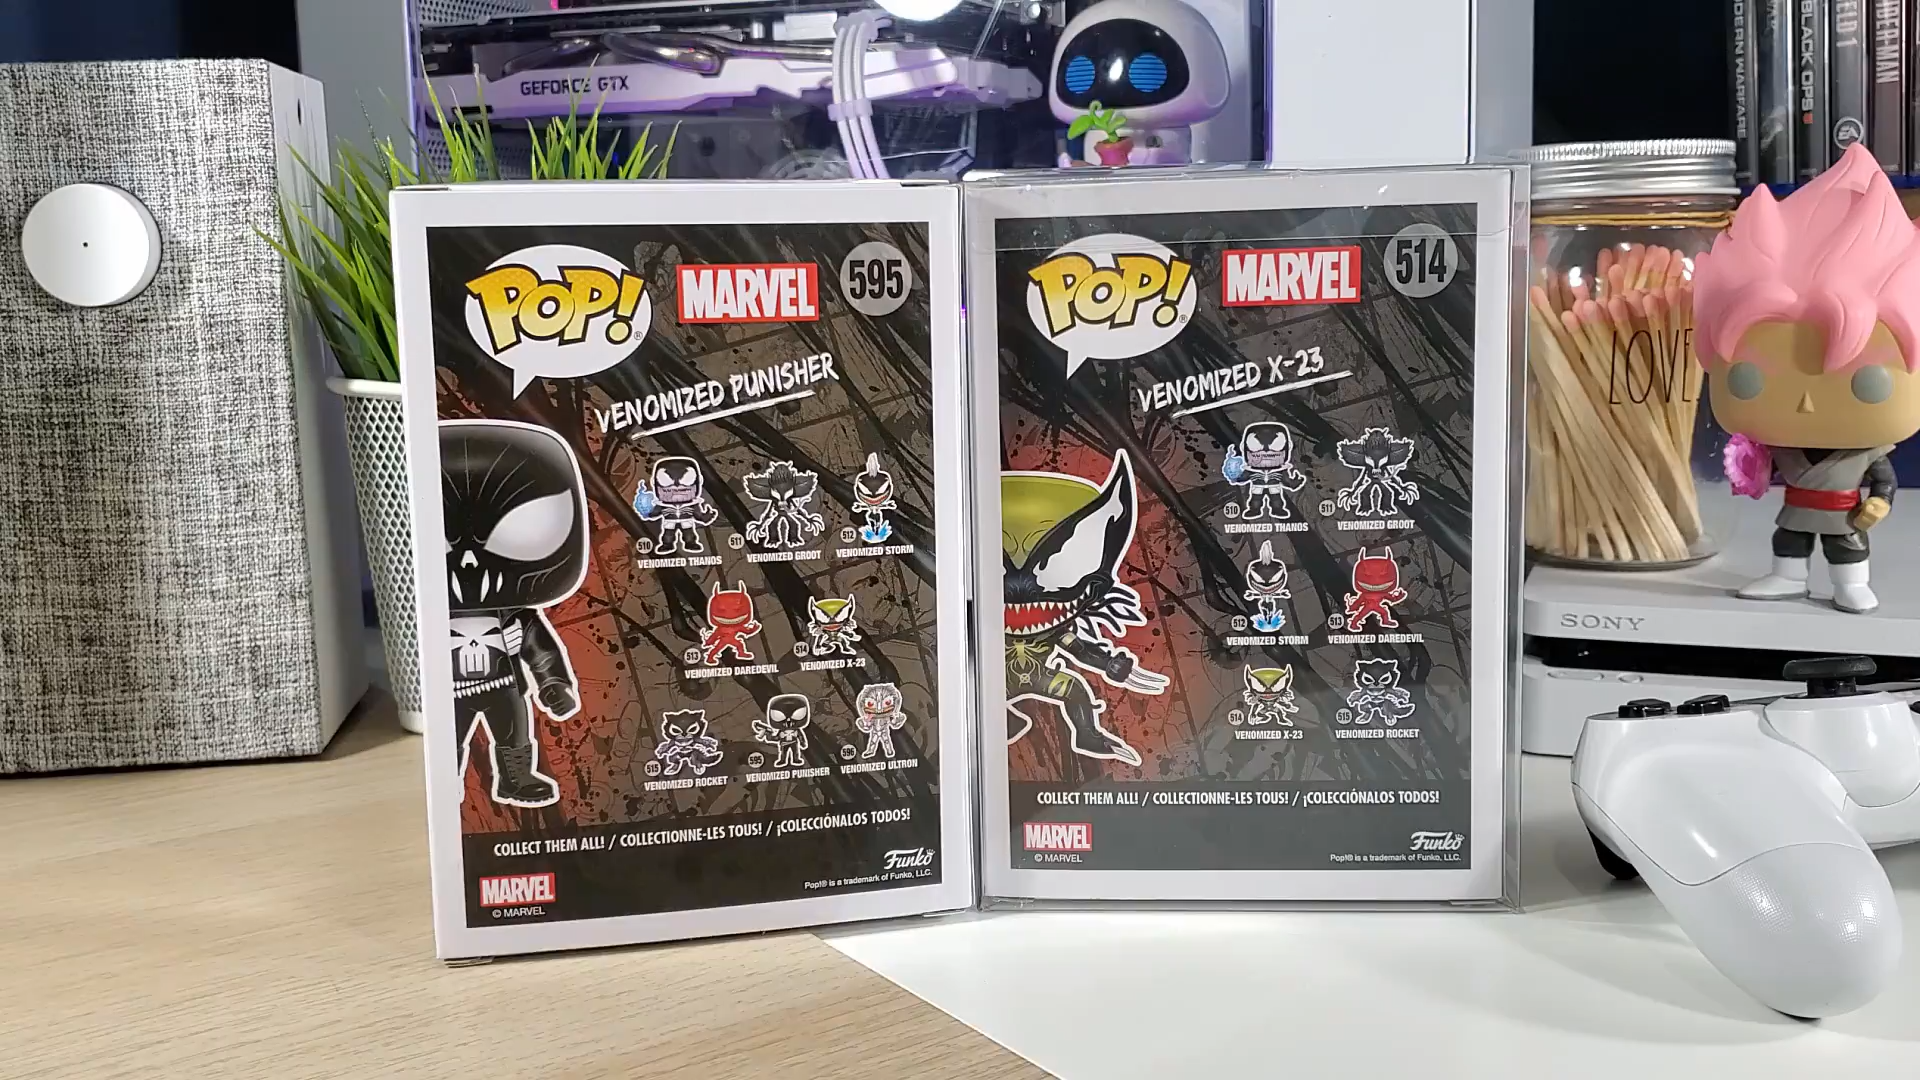 GEFORCE GTX
POP!
MARVEL
595
VENOMIZED PUNISHER
510
VENOMIZED THANOS
511
VENOMIZED GROOT
512
VENOMIZED STORM
513
VENOMIZED DAREDEVIL
514
VENOMIZED X-23
515
VENOMIZED ROCKET
595
VENOMIZED PUNISHER
596
VENOMIZED ULTRON
COLLECT THEM ALL! / COLLECTIONNE-LES TOUS! / ¡COLECCIÓNALOS TODOS!
MARVEL
© MARVEL
Funko
Pop!® is a trademark of Funko, LLC.
POP!
MARVEL
514
VENOMIZED X-23
510
VENOMIZED THANOS
511
VENOMIZED GROOT
512
VENOMIZED STORM
513
VENOMIZED DAREDEVIL
514
VENOMIZED X-23
515
VENOMIZED ROCKET
COLLECT THEM ALL! / COLLECTIONNE-LES TOUS! / ¡COLECCIÓNALOS TODOS!
MARVEL
© MARVEL
Funko
Pop!® is a trademark of Funko, LLC.
LOVE
SONY
DERN WARFARE
BLACK OPS
IDER-MAN